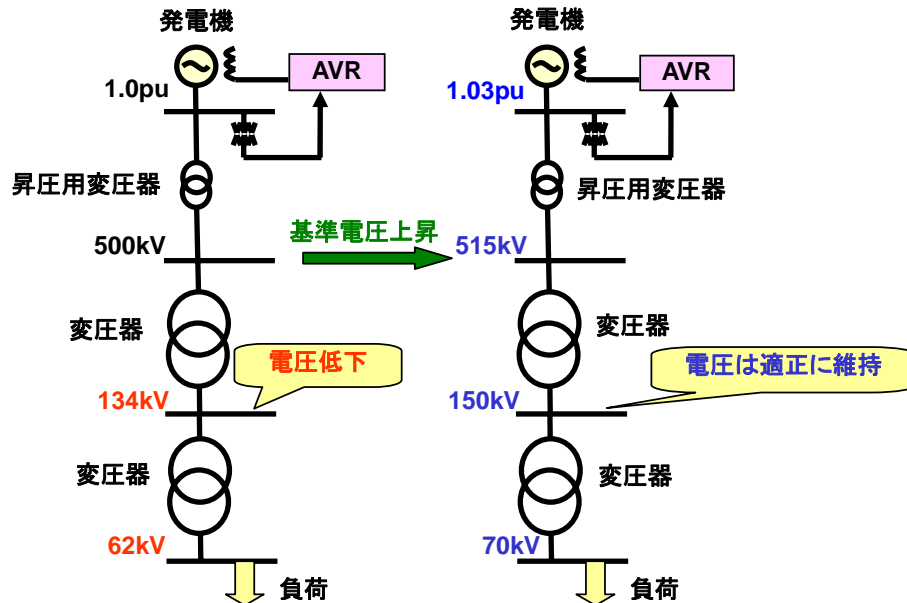 発電機
AVR
1.0pu
昇圧用変圧器
500kV
変圧器
電圧低下
134kV
変圧器
62kV
負荷
基準電圧上昇
発電機
AVR
1.03pu
昇圧用変圧器
515kV
変圧器
電圧は適正に維持
150kV
変圧器
70kV
負荷